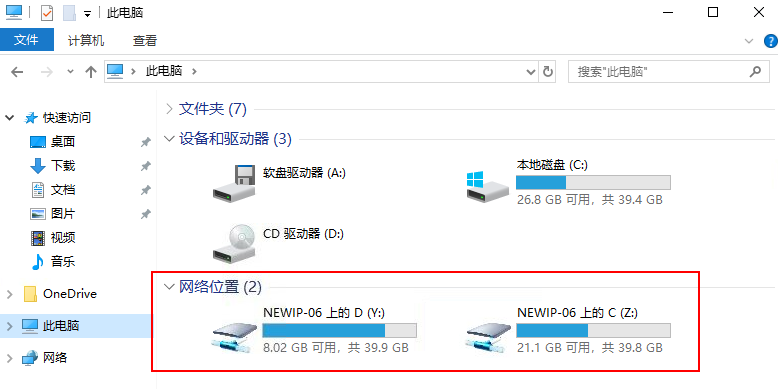 此电脑
文件 计算机 查看
此电脑 搜索"此电脑"
快速访问
桌面
下载
文档
图片
视频
音乐
OneDrive
此电脑
网络
文件夹 (7)
设备和驱动器 (3)
软盘驱动器 (A:)
本地磁盘 (C:)
26.8 GB 可用，共 39.4 GB
CD 驱动器 (D:)
网络位置 (2)
NEWIP-06 上的 D (Y:)
8.02 GB 可用，共 39.9 GB
NEWIP-06 上的 C (Z:)
21.1 GB 可用，共 39.8 GB